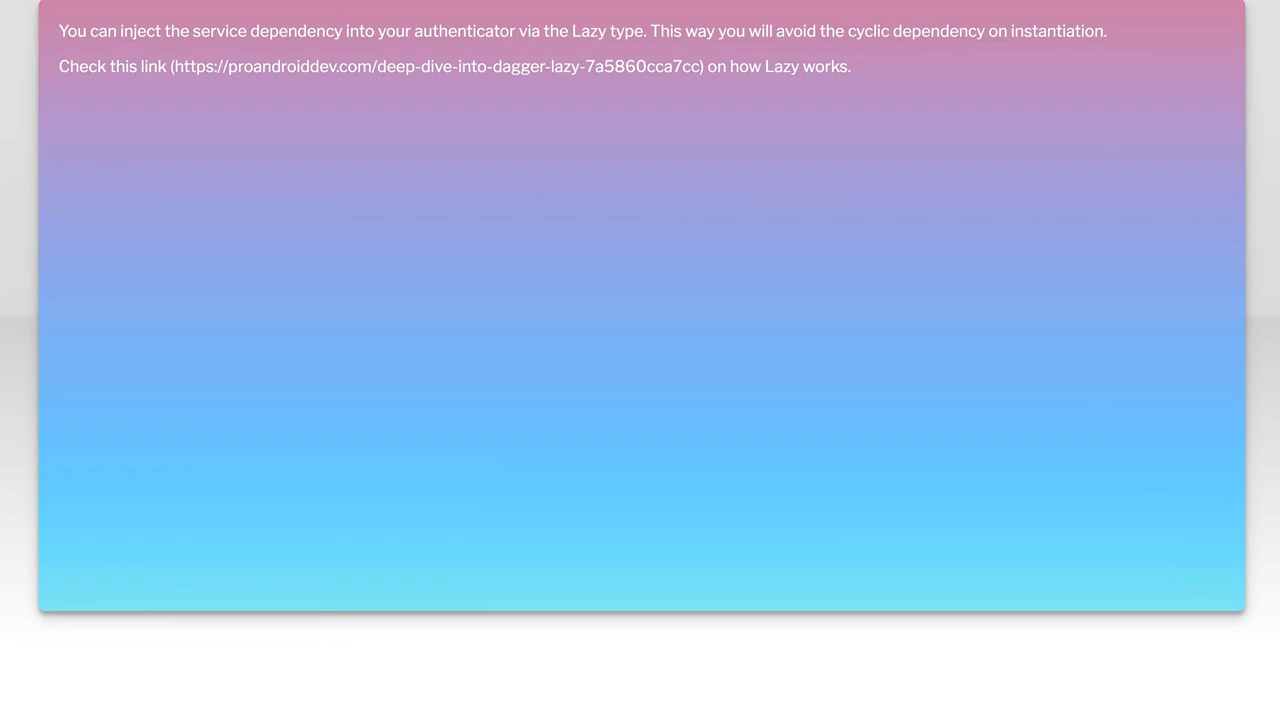 You can inject the service dependency into your authenticator via the Lazy type. This way you will avoid the cyclic dependency on instantiation.
Check this link (https://proandroiddev.com/deep-dive-into-dagger-lazy-7a5860cca7cc) on how Lazy works.